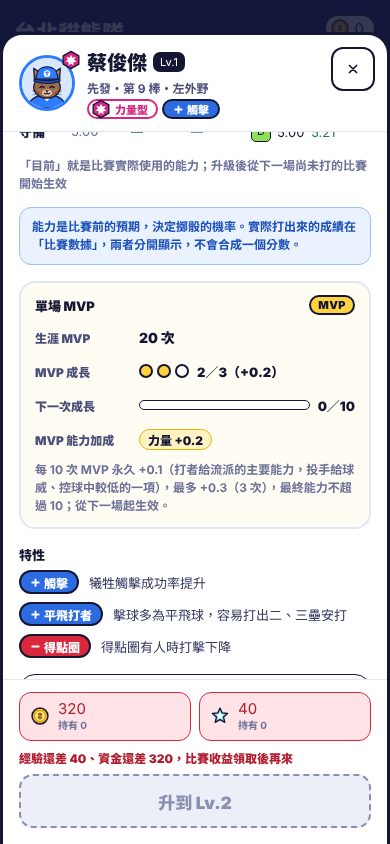 台北猩熊隊
0
蔡俊傑 Lv.1
先發・第 9 棒・左外野
力量型 + 觸擊
守備 5.00 — — D 5.00 5.21
「目前」就是比賽實際使用的能力；升級後從下一場尚未打的比賽
開始生效
能力是比賽前的預期，決定擲骰的機率。實際打出來的成績在
「比賽數據」，兩者分開顯示，不會合成一個分數。
單場 MVP MVP
生涯 MVP 20 次
MVP 成長 2／3（+0.2）
下一次成長 0／10
MVP 能力加成 力量 +0.2
每 10 次 MVP 永久 +0.1（打者給流派的主要能力，投手給球
威、控球中較低的一項），最多 +0.3（3 次），最終能力不超
過 10；從下一場起生效。
特性
+ 觸擊 犧牲觸擊成功率提升
+ 平飛打者 擊球多為平飛球，容易打出二、三壘安打
− 得點圈 得點圈有人時打擊下降
320
持有 0
40
持有 0
經驗還差 40、資金還差 320，比賽收益領取後再來
升到 Lv.2